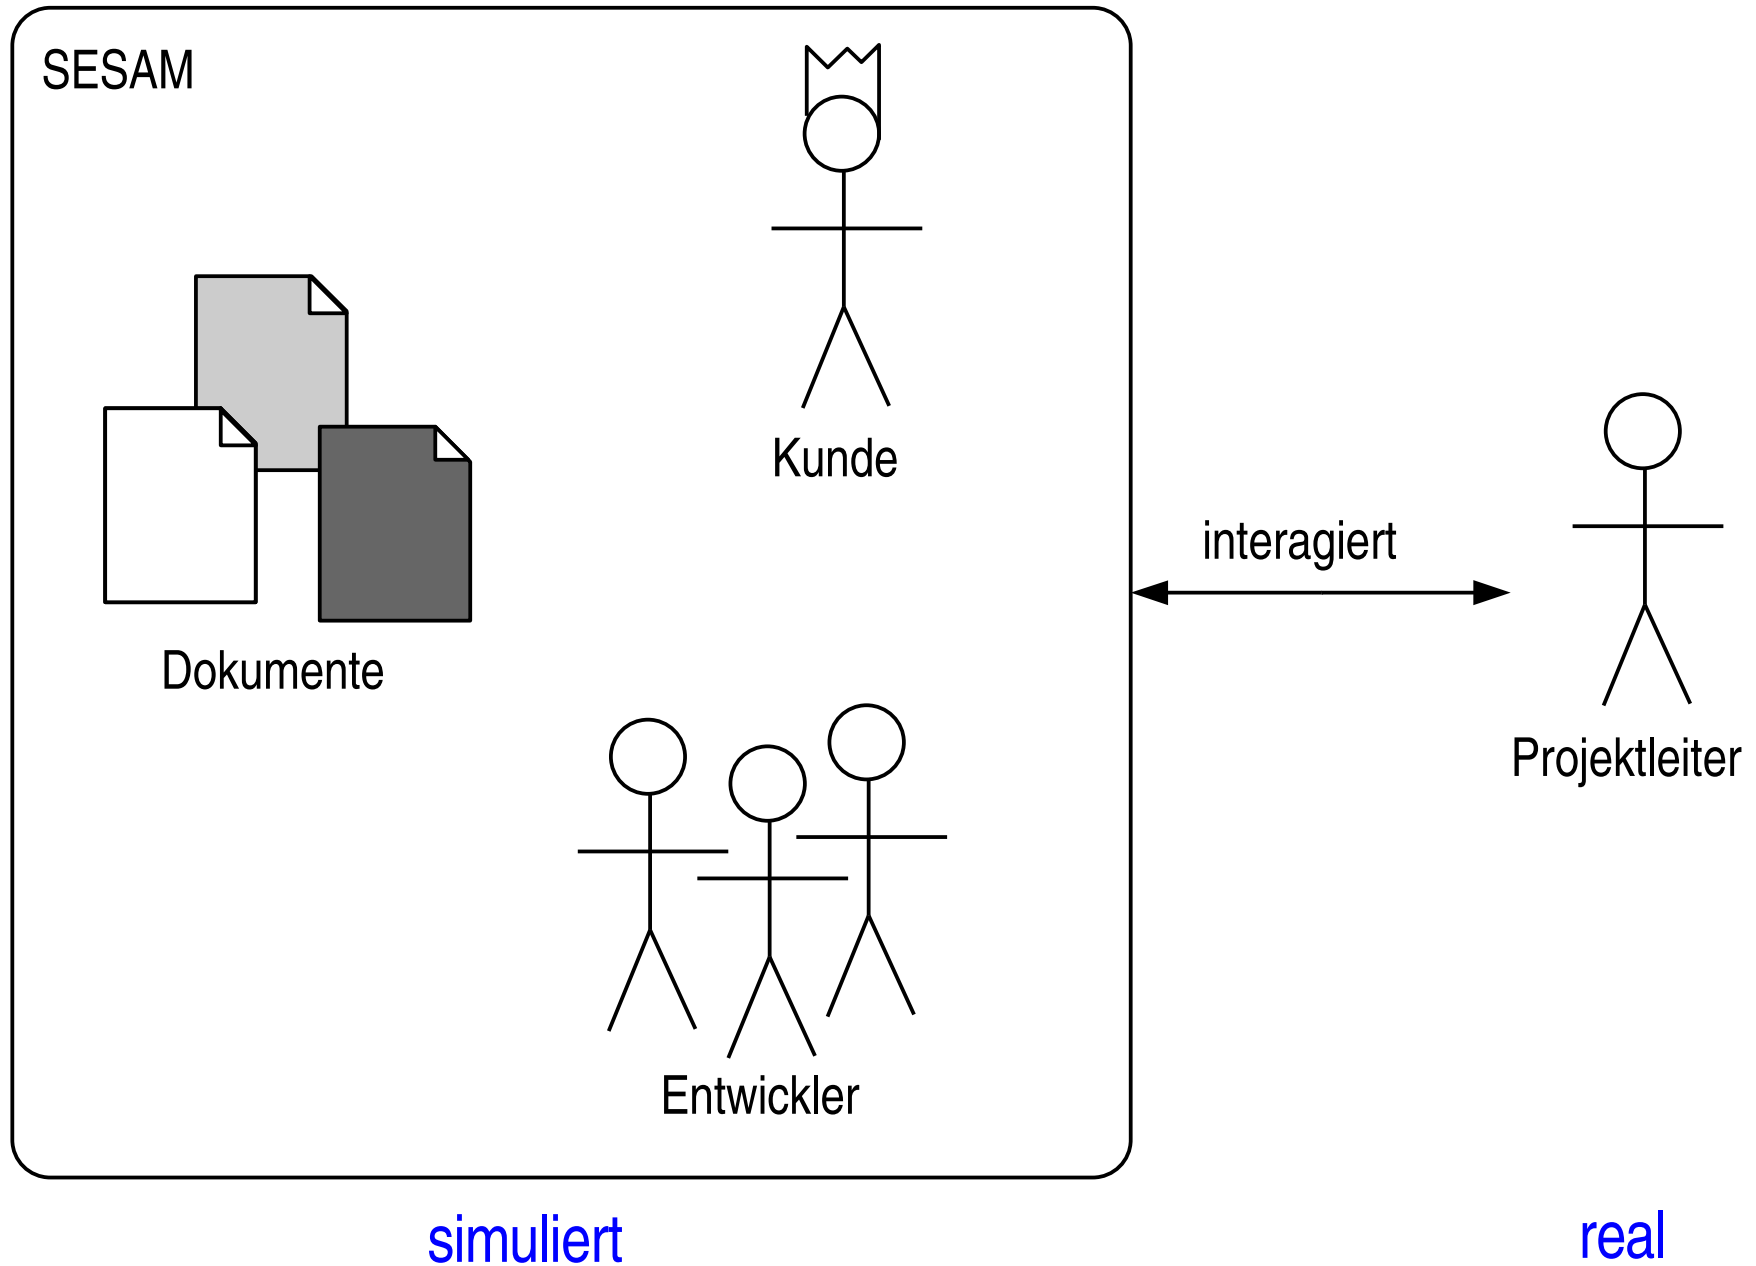 SESAM
Kunde
interagiert
Dokumente
Projektleiter
Entwickler
simuliert
real